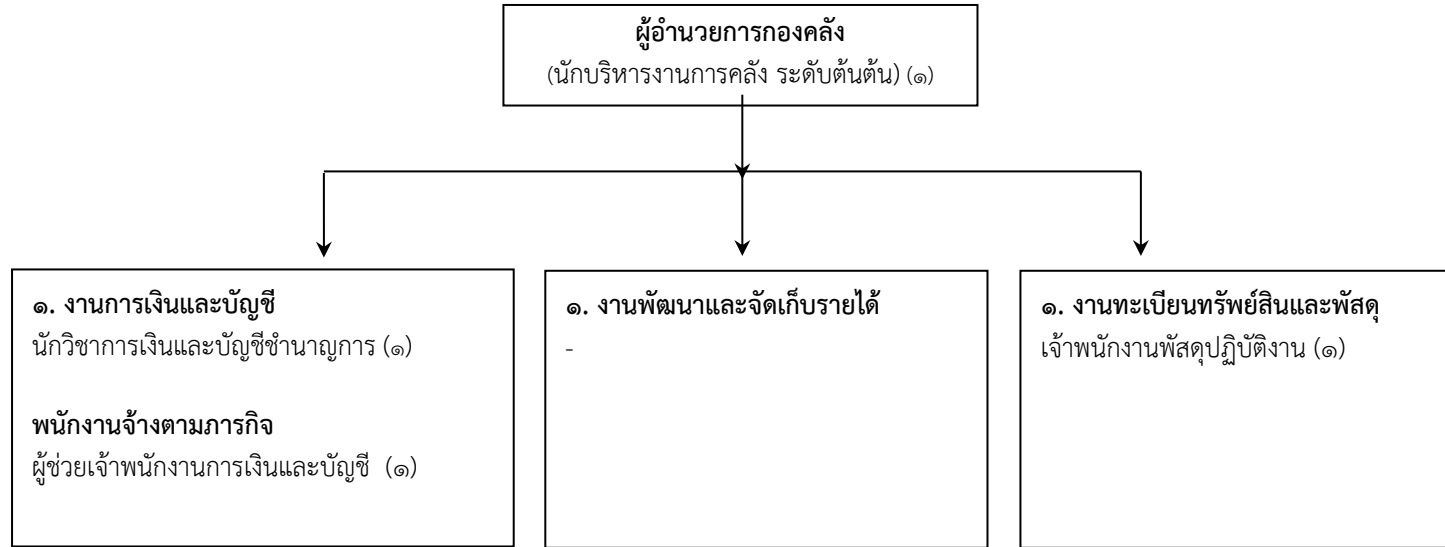 ผู้อำนวยการกองคลัง
(นักบริหารงานการคลัง ระดับต้นต้น) (๑)
๑. งานการเงินและบัญชี
นักวิชาการเงินและบัญชีชำนาญการ (๑)
พนักงานจ้างตามภารกิจ
ผู้ช่วยเจ้าพนักงานการเงินและบัญชี (๑)
๑. งานพัฒนาและจัดเก็บรายได้
-
๑. งานทะเบียนทรัพย์สินและพัสดุ
เจ้าพนักงานพัสดุปฏิบัติงาน (๑)